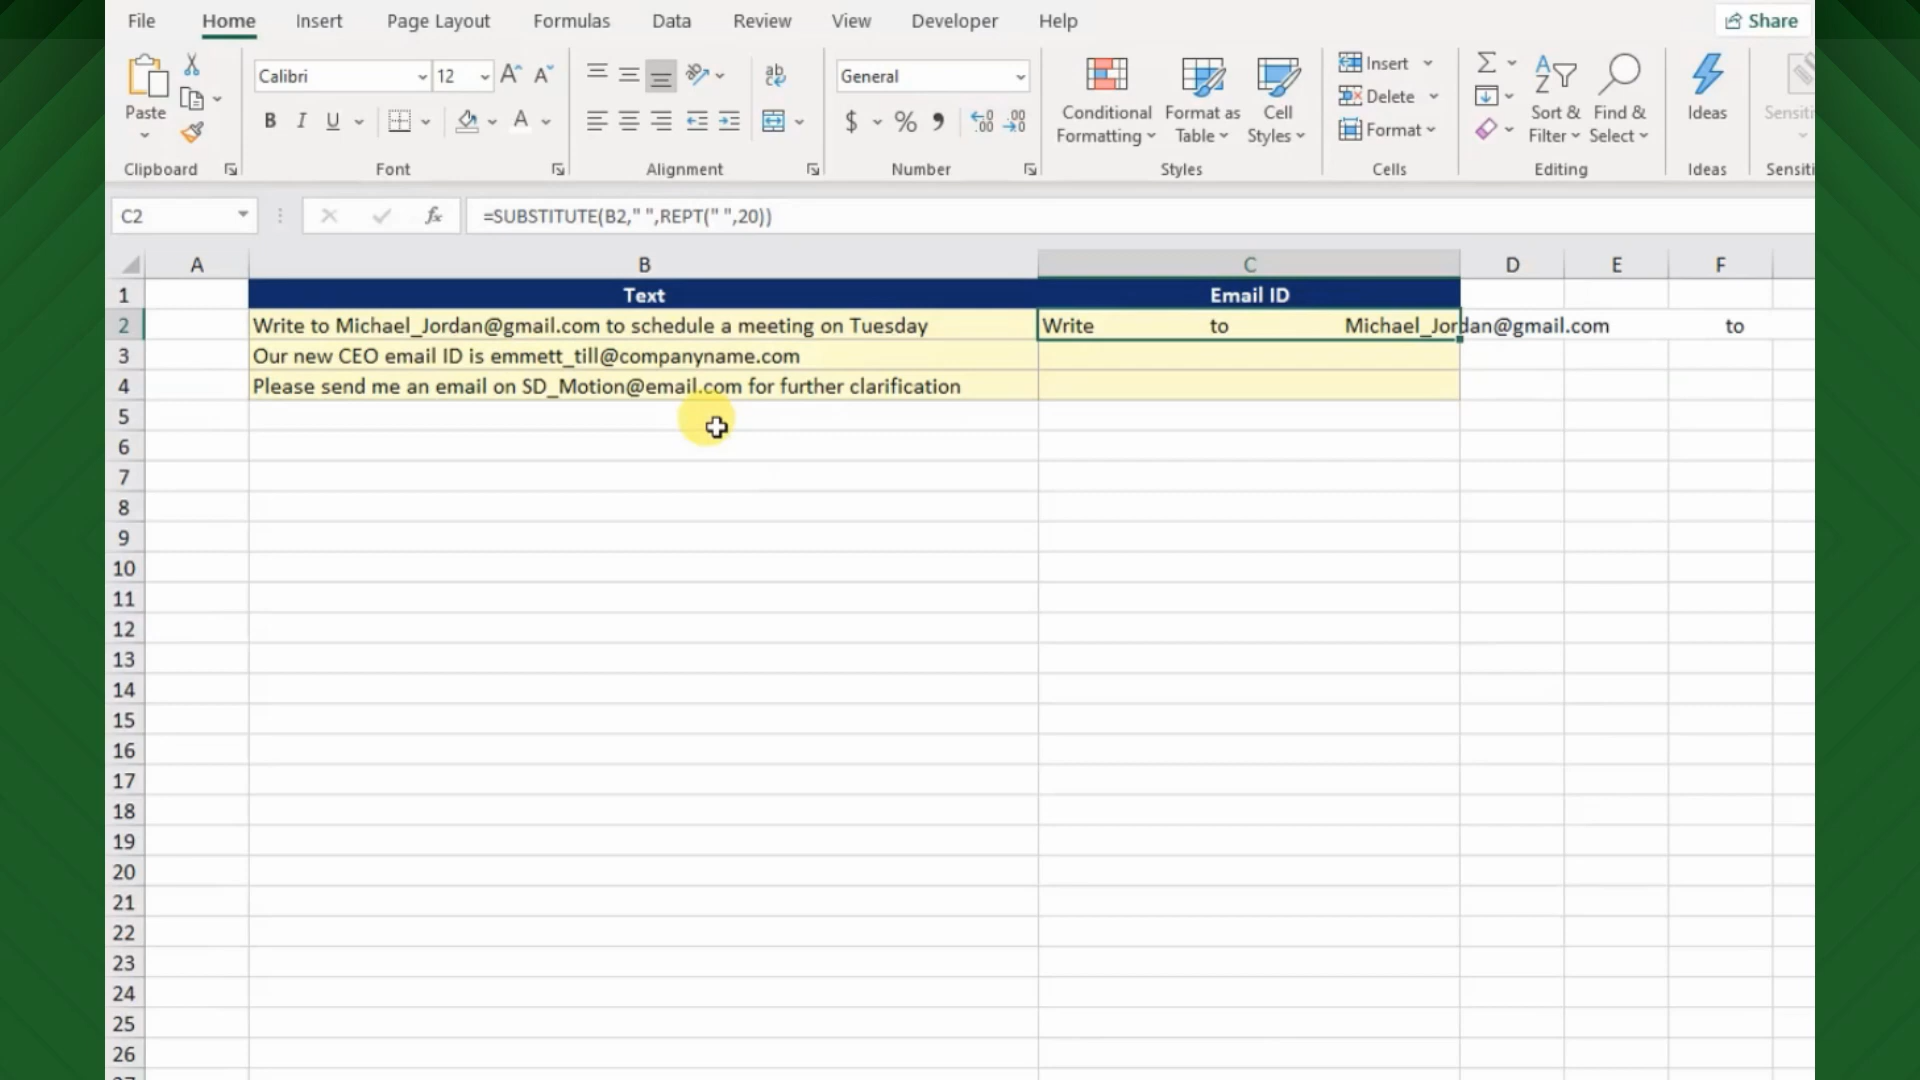 File Home Insert Page Layout Formulas Data Review View Developer Help Share
Calibri 12 General Insert
Paste Conditional Formatting Format as Table Cell Styles Delete Sort & Filter Find & Select Ideas
B I U $ % Format
Clipboard Font Alignment Number Styles Cells Editing Ideas
C2 fx =SUBSTITUTE(B2," ",REPT(" ",20))
A B C D E F
1 Text Email ID
2 Write to Michael_Jordan@gmail.com to schedule a meeting on Tuesday Write to Michael_Jordan@gmail.com to
3 Our new CEO email ID is emmett_till@companyname.com
4 Please send me an email on SD_Motion@email.com for further clarification
5
6
7
8
9
10
11
12
13
14
15
16
17
18
19
20
21
22
23
24
25
26